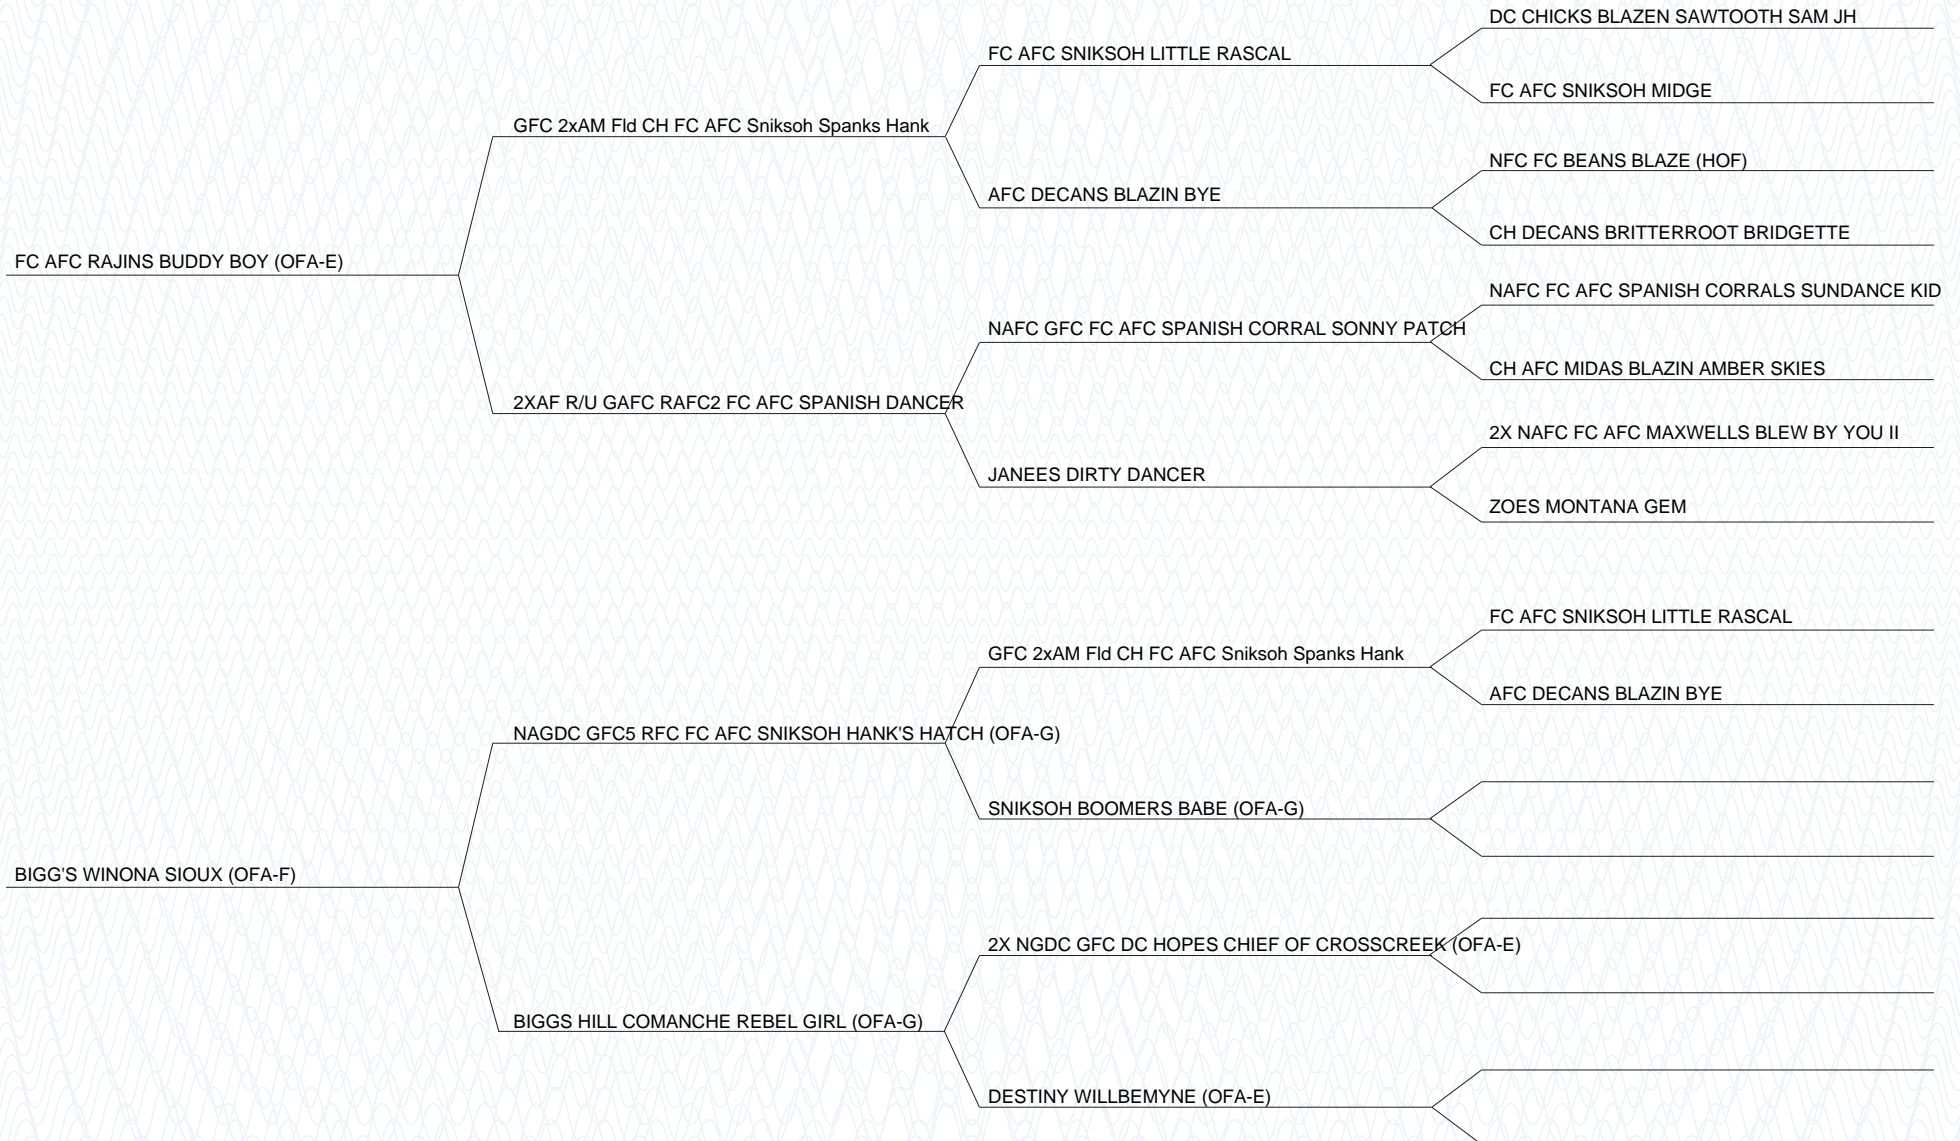 DC CHICKS BLAZEN SAWTOOTH SAM JH
FC AFC SNIKSOH LITTLE RASCAL
FC AFC SNIKSOH MIDGE
GFC 2xAM Fld CH FC AFC Sniksoh Spanks Hank
NFC FC BEANS BLAZE (HOF)
AFC DECANS BLAZIN BYE
CH DECANS BRITTERROOT BRIDGETTE
FC AFC RAJINS BUDDY BOY (OFA-E)
NAFC FC AFC SPANISH CORRALS SUNDANCE KID
NAFC GFC FC AFC SPANISH CORRAL SONNY PATCH
CH AFC MIDAS BLAZIN AMBER SKIES
2XAF R/U GAFC RAFC2 FC AFC SPANISH DANCER
2X NAFC FC AFC MAXWELLS BLEW BY YOU II
JANEES DIRTY DANCER
ZOES MONTANA GEM
FC AFC SNIKSOH LITTLE RASCAL
GFC 2xAM Fld CH FC AFC Sniksoh Spanks Hank
AFC DECANS BLAZIN BYE
NAGDC GFC5 RFC FC AFC SNIKSOH HANK'S HATCH (OFA-G)
SNIKSOH BOOMERS BABE (OFA-G)
BIGG'S WINONA SIOUX (OFA-F)
2X NGDC GFC DC HOPES CHIEF OF CROSSCREEK (OFA-E)
BIGGS HILL COMANCHE REBEL GIRL (OFA-G)
DESTINY WILLBEMYNE (OFA-E)